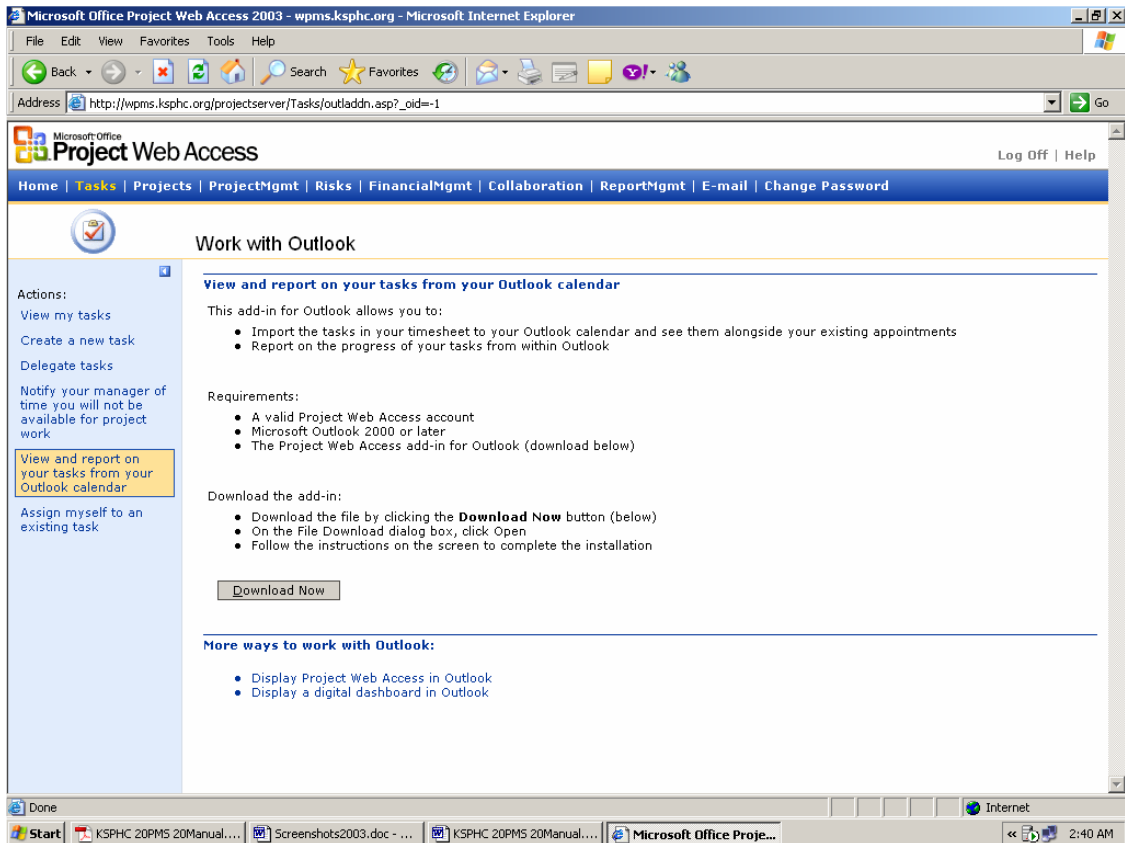 Microsoft Office Project Web Access 2003 - wpms.ksphc.org - Microsoft Internet Explorer
File Edit View Favorites Tools Help
Back Search Favorites
Address http://wpms.ksphc.org/projectserver/Tasks/outladdn.asp?_oid=-1 Go
Microsoft Office
Project Web Access
Log Off | Help
Home | Tasks | Projects | ProjectMgmt | Risks | FinancialMgmt | Collaboration | ReportMgmt | E-mail | Change Password
Work with Outlook
Actions:
View my tasks
Create a new task
Delegate tasks
Notify your manager of
time you will not be
available for project
work
View and report on
your tasks from your
Outlook calendar
Assign myself to an
existing task
View and report on your tasks from your Outlook calendar
This add-in for Outlook allows you to:
• Import the tasks in your timesheet to your Outlook calendar and see them alongside your existing appointments
• Report on the progress of your tasks from within Outlook
Requirements:
• A valid Project Web Access account
• Microsoft Outlook 2000 or later
• The Project Web Access add-in for Outlook (download below)
Download the add-in:
• Download the file by clicking the Download Now button (below)
• On the File Download dialog box, click Open
• Follow the instructions on the screen to complete the installation
Download Now
More ways to work with Outlook:
• Display Project Web Access in Outlook
• Display a digital dashboard in Outlook
Done Internet
Start KSPHC 20PMS 20Manual.... Screenshots2003.doc - ... KSPHC 20PMS 20Manual.... Microsoft Office Proje... « 2:40 AM